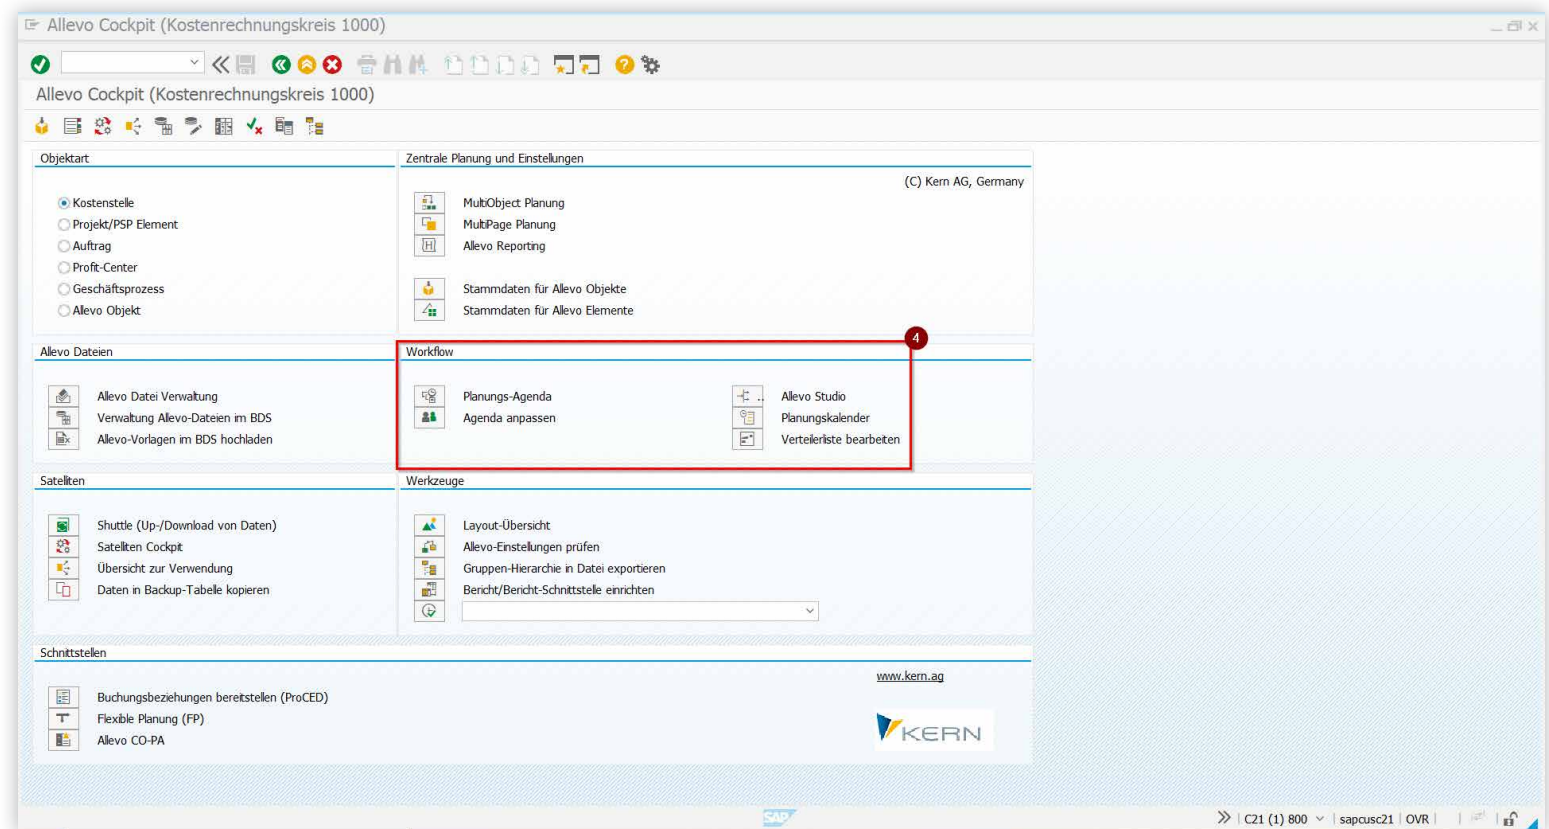 Allevo Cockpit (Kostenrechnungskreis 1000)
Allevo Cockpit (Kostenrechnungskreis 1000)
Objektart
Kostenstelle
Projekt/PSP Element
Auftrag
Profit-Center
Geschäftsprozess
Allevo Objekt
Zentrale Planung und Einstellungen
(C) Kern AG, Germany
MultiObject Planung
MultiPage Planung
Allevo Reporting
Stammdaten für Allevo Objekte
Stammdaten für Allevo Elemente
Allevo Dateien
Allevo Datei Verwaltung
Verwaltung Allevo-Dateien im BDS
Allevo-Vorlagen im BDS hochladen
4
Workflow
Planungs-Agenda
Agenda anpassen
.. Allevo Studio
Planungskalender
Verteilerliste bearbeiten
Sateliten
Shuttle (Up-/Download von Daten)
Satelliten Cockpit
Übersicht zur Verwendung
Daten in Backup-Tabelle kopieren
Werkzeuge
Layout-Übersicht
Allevo-Einstellungen prüfen
Gruppen-Hierarchie in Datei exportieren
Bericht/Bericht-Schnittstelle einrichten
Schnittstellen
Buchungsbeziehungen bereitstellen (ProCED)
Flexible Planung (FP)
Allevo CO-PA
www.kern.ag
KERN
SAP
C21 (1) 800 | sapcusc21 | OVR